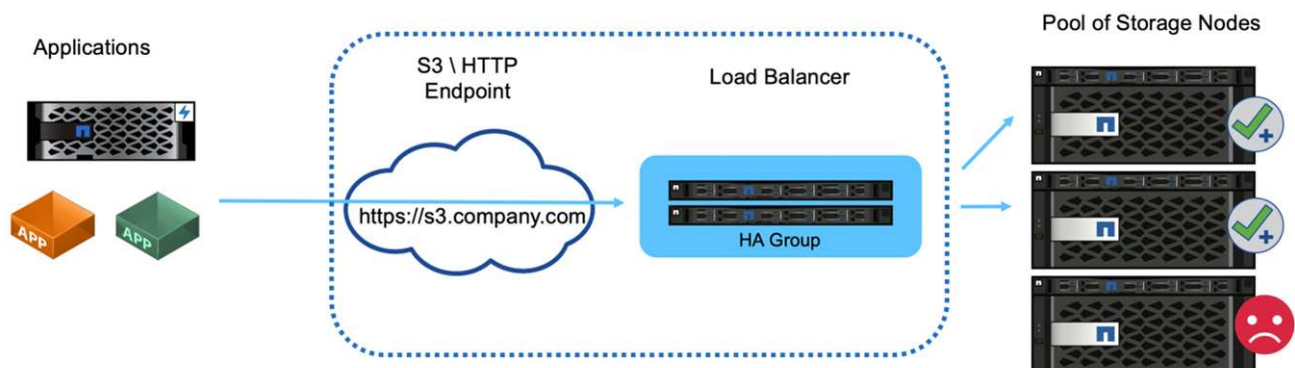 Applications
APP
APP
S3 \ HTTP
Endpoint
https://s3.company.com
Load Balancer
HA Group
Pool of Storage Nodes